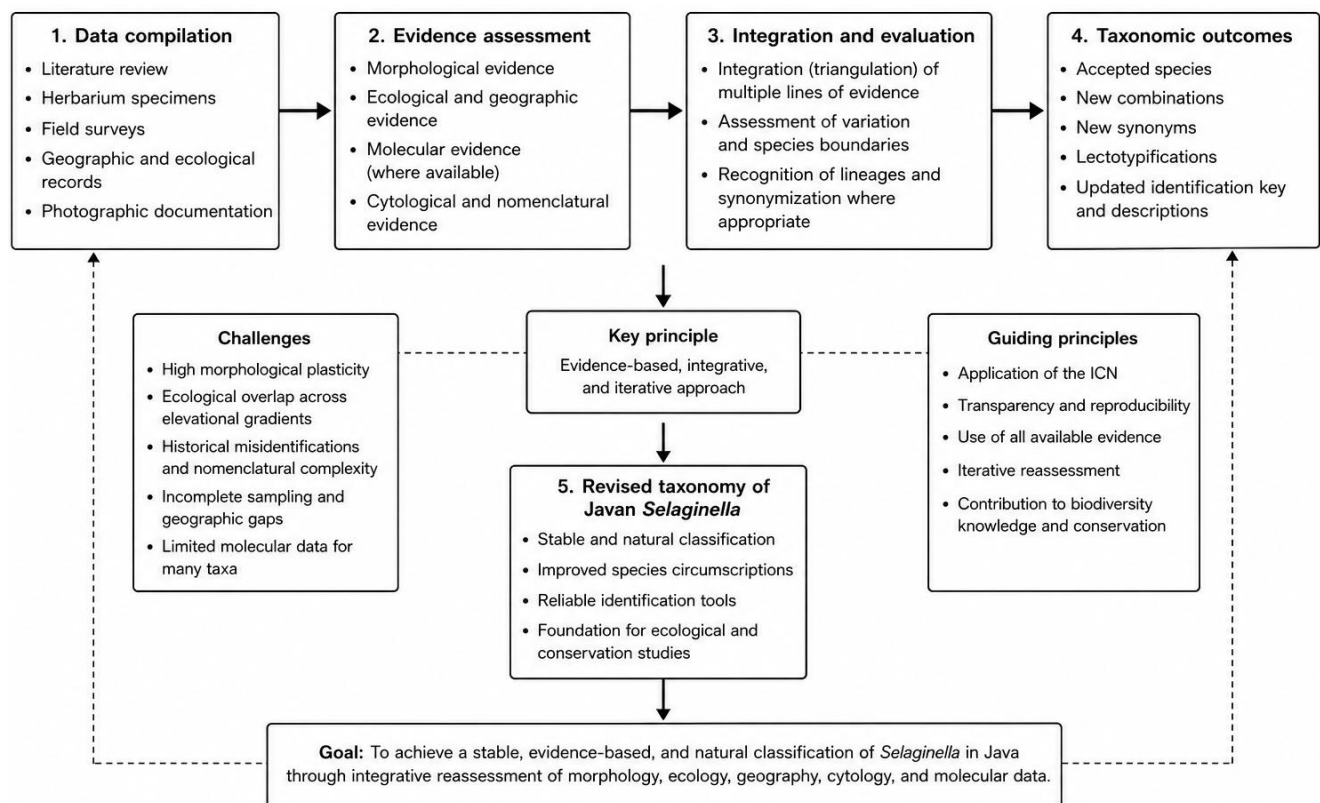 1. Data compilation
• Literature review
• Herbarium specimens
• Field surveys
• Geographic and ecological
records
• Photographic documentation
2. Evidence assessment
• Morphological evidence
• Ecological and geographic
evidence
• Molecular evidence
(where available)
• Cytological and nomenclatural
evidence
3. Integration and evaluation
• Integration (triangulation) of
multiple lines of evidence
• Assessment of variation
and species boundaries
• Recognition of lineages and
synonymization where
appropriate
4. Taxonomic outcomes
• Accepted species
• New combinations
• New synonyms
• Lectotypifications
• Updated identification key
and descriptions
Challenges
• High morphological plasticity
• Ecological overlap across
elevational gradients
• Historical misidentifications
and nomenclatural complexity
• Incomplete sampling and
geographic gaps
• Limited molecular data for
many taxa
Key principle
Evidence-based, integrative,
and iterative approach
Guiding principles
• Application of the ICN
• Transparency and reproducibility
• Use of all available evidence
• Iterative reassessment
• Contribution to biodiversity
knowledge and conservation
5. Revised taxonomy of
Javan Selaginella
• Stable and natural classification
• Improved species circumscriptions
• Reliable identification tools
• Foundation for ecological and
conservation studies
Goal: To achieve a stable, evidence-based, and natural classification of Selaginella in Java
through integrative reassessment of morphology, ecology, geography, cytology, and molecular data.